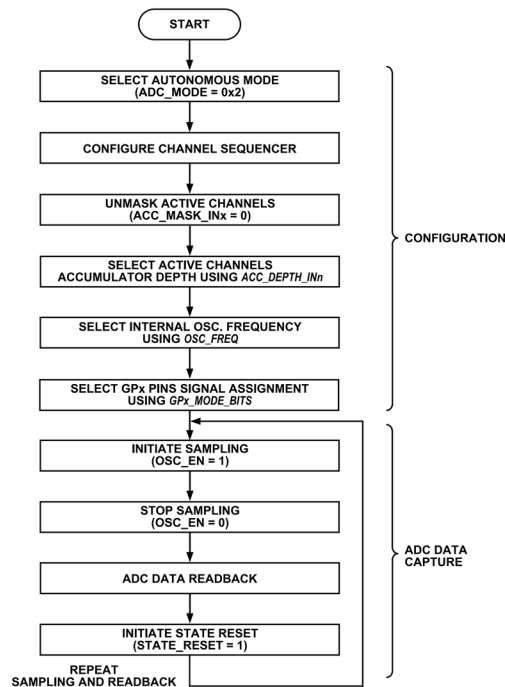 START
SELECT AUTONOMOUS MODE
(ADC_MODE = 0x2)
CONFIGURE CHANNEL SEQUENCER
UNMASK ACTIVE CHANNELS
(ACC_MASK_INx = 0)
SELECT ACTIVE CHANNELS
ACCUMULATOR DEPTH USING ACC_DEPTH_INn
SELECT INTERNAL OSC. FREQUENCY
USING OSC_FREQ
SELECT GPx PINS SIGNAL ASSIGNMENT
USING GPx_MODE_BITS
CONFIGURATION
INITIATE SAMPLING
(OSC_EN = 1)
STOP SAMPLING
(OSC_EN = 0)
ADC DATA READBACK
INITIATE STATE RESET
(STATE_RESET = 1)
REPEAT
SAMPLING AND READBACK
ADC DATA
CAPTURE